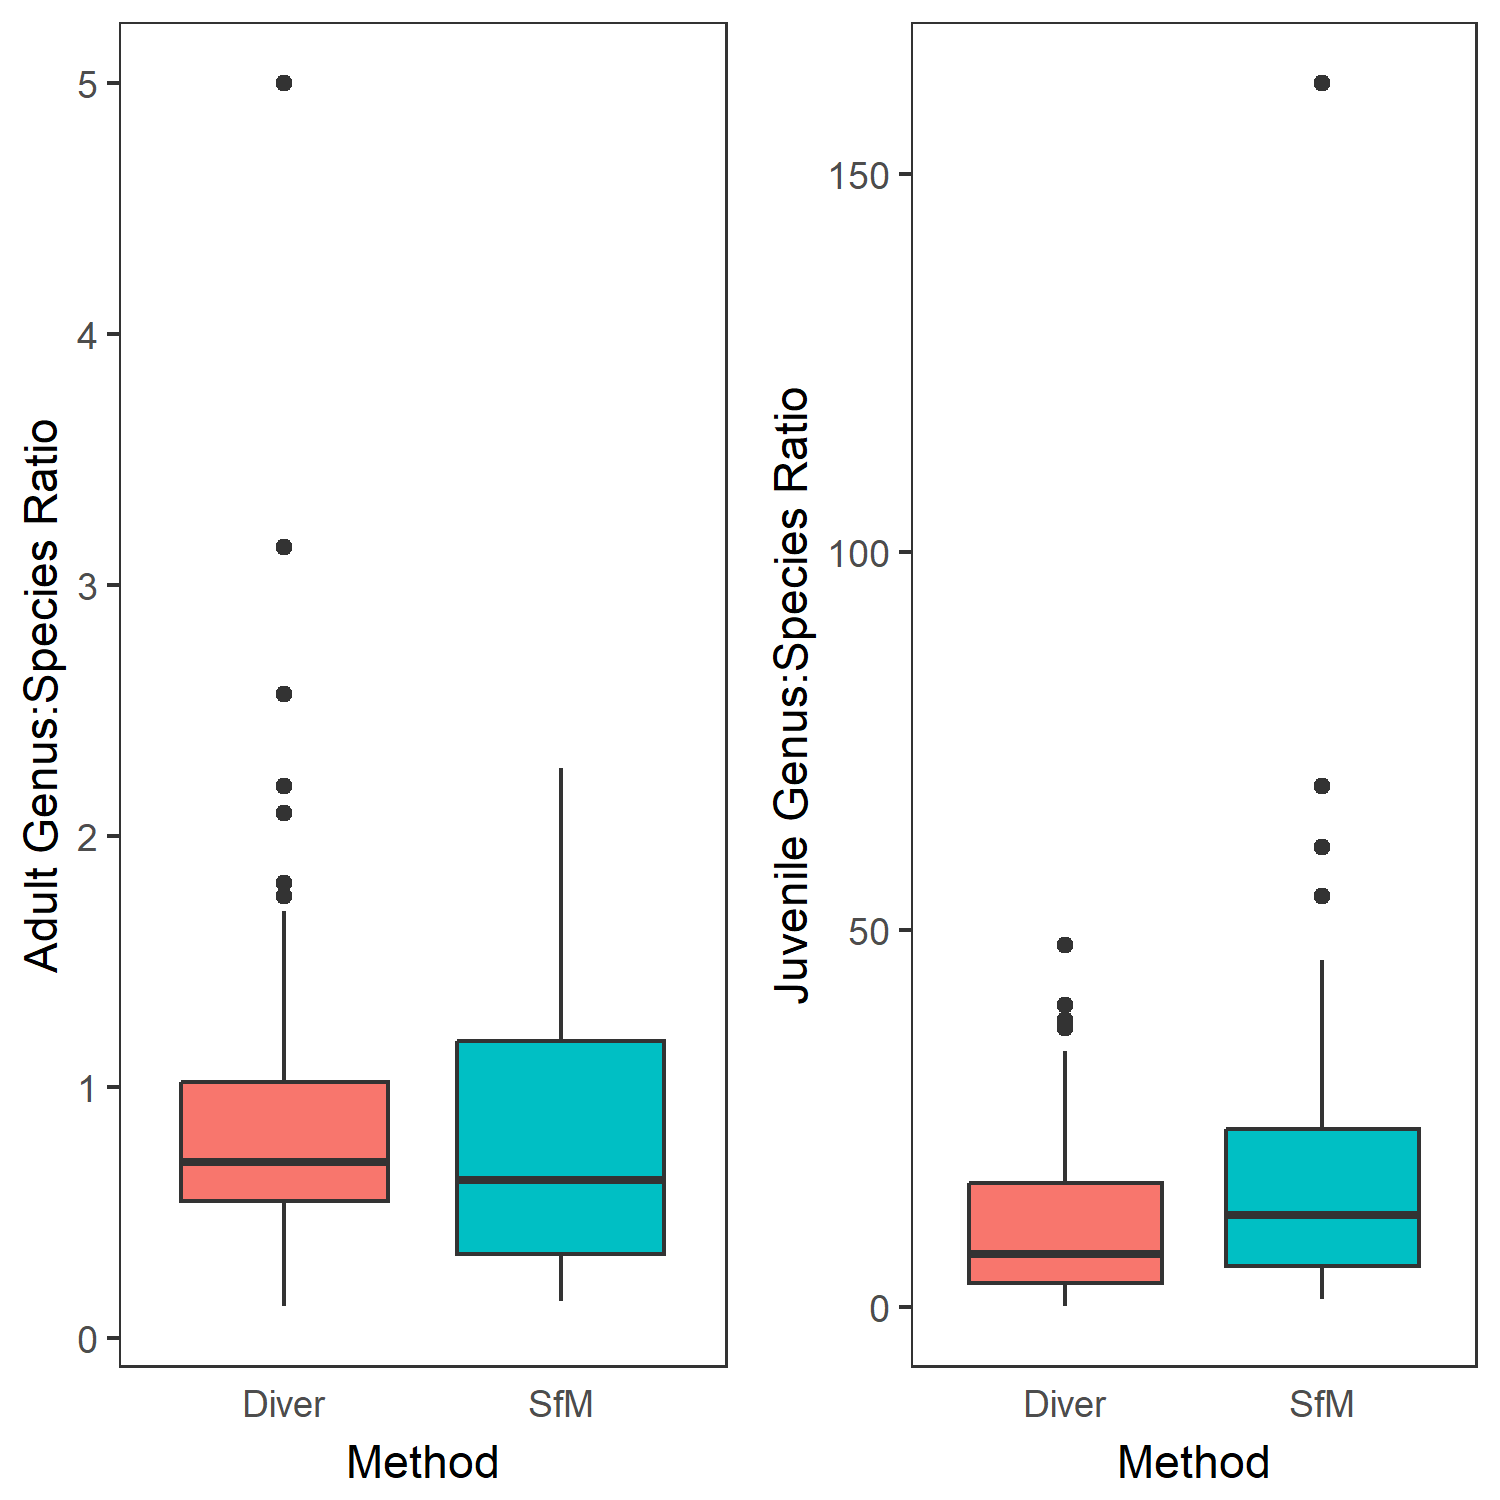 Adult Genus:Species Ratio
5
4
3
2
1
0
Diver
SfM
Method
Juvenile Genus:Species Ratio
150
100
50
0
Diver
SfM
Method